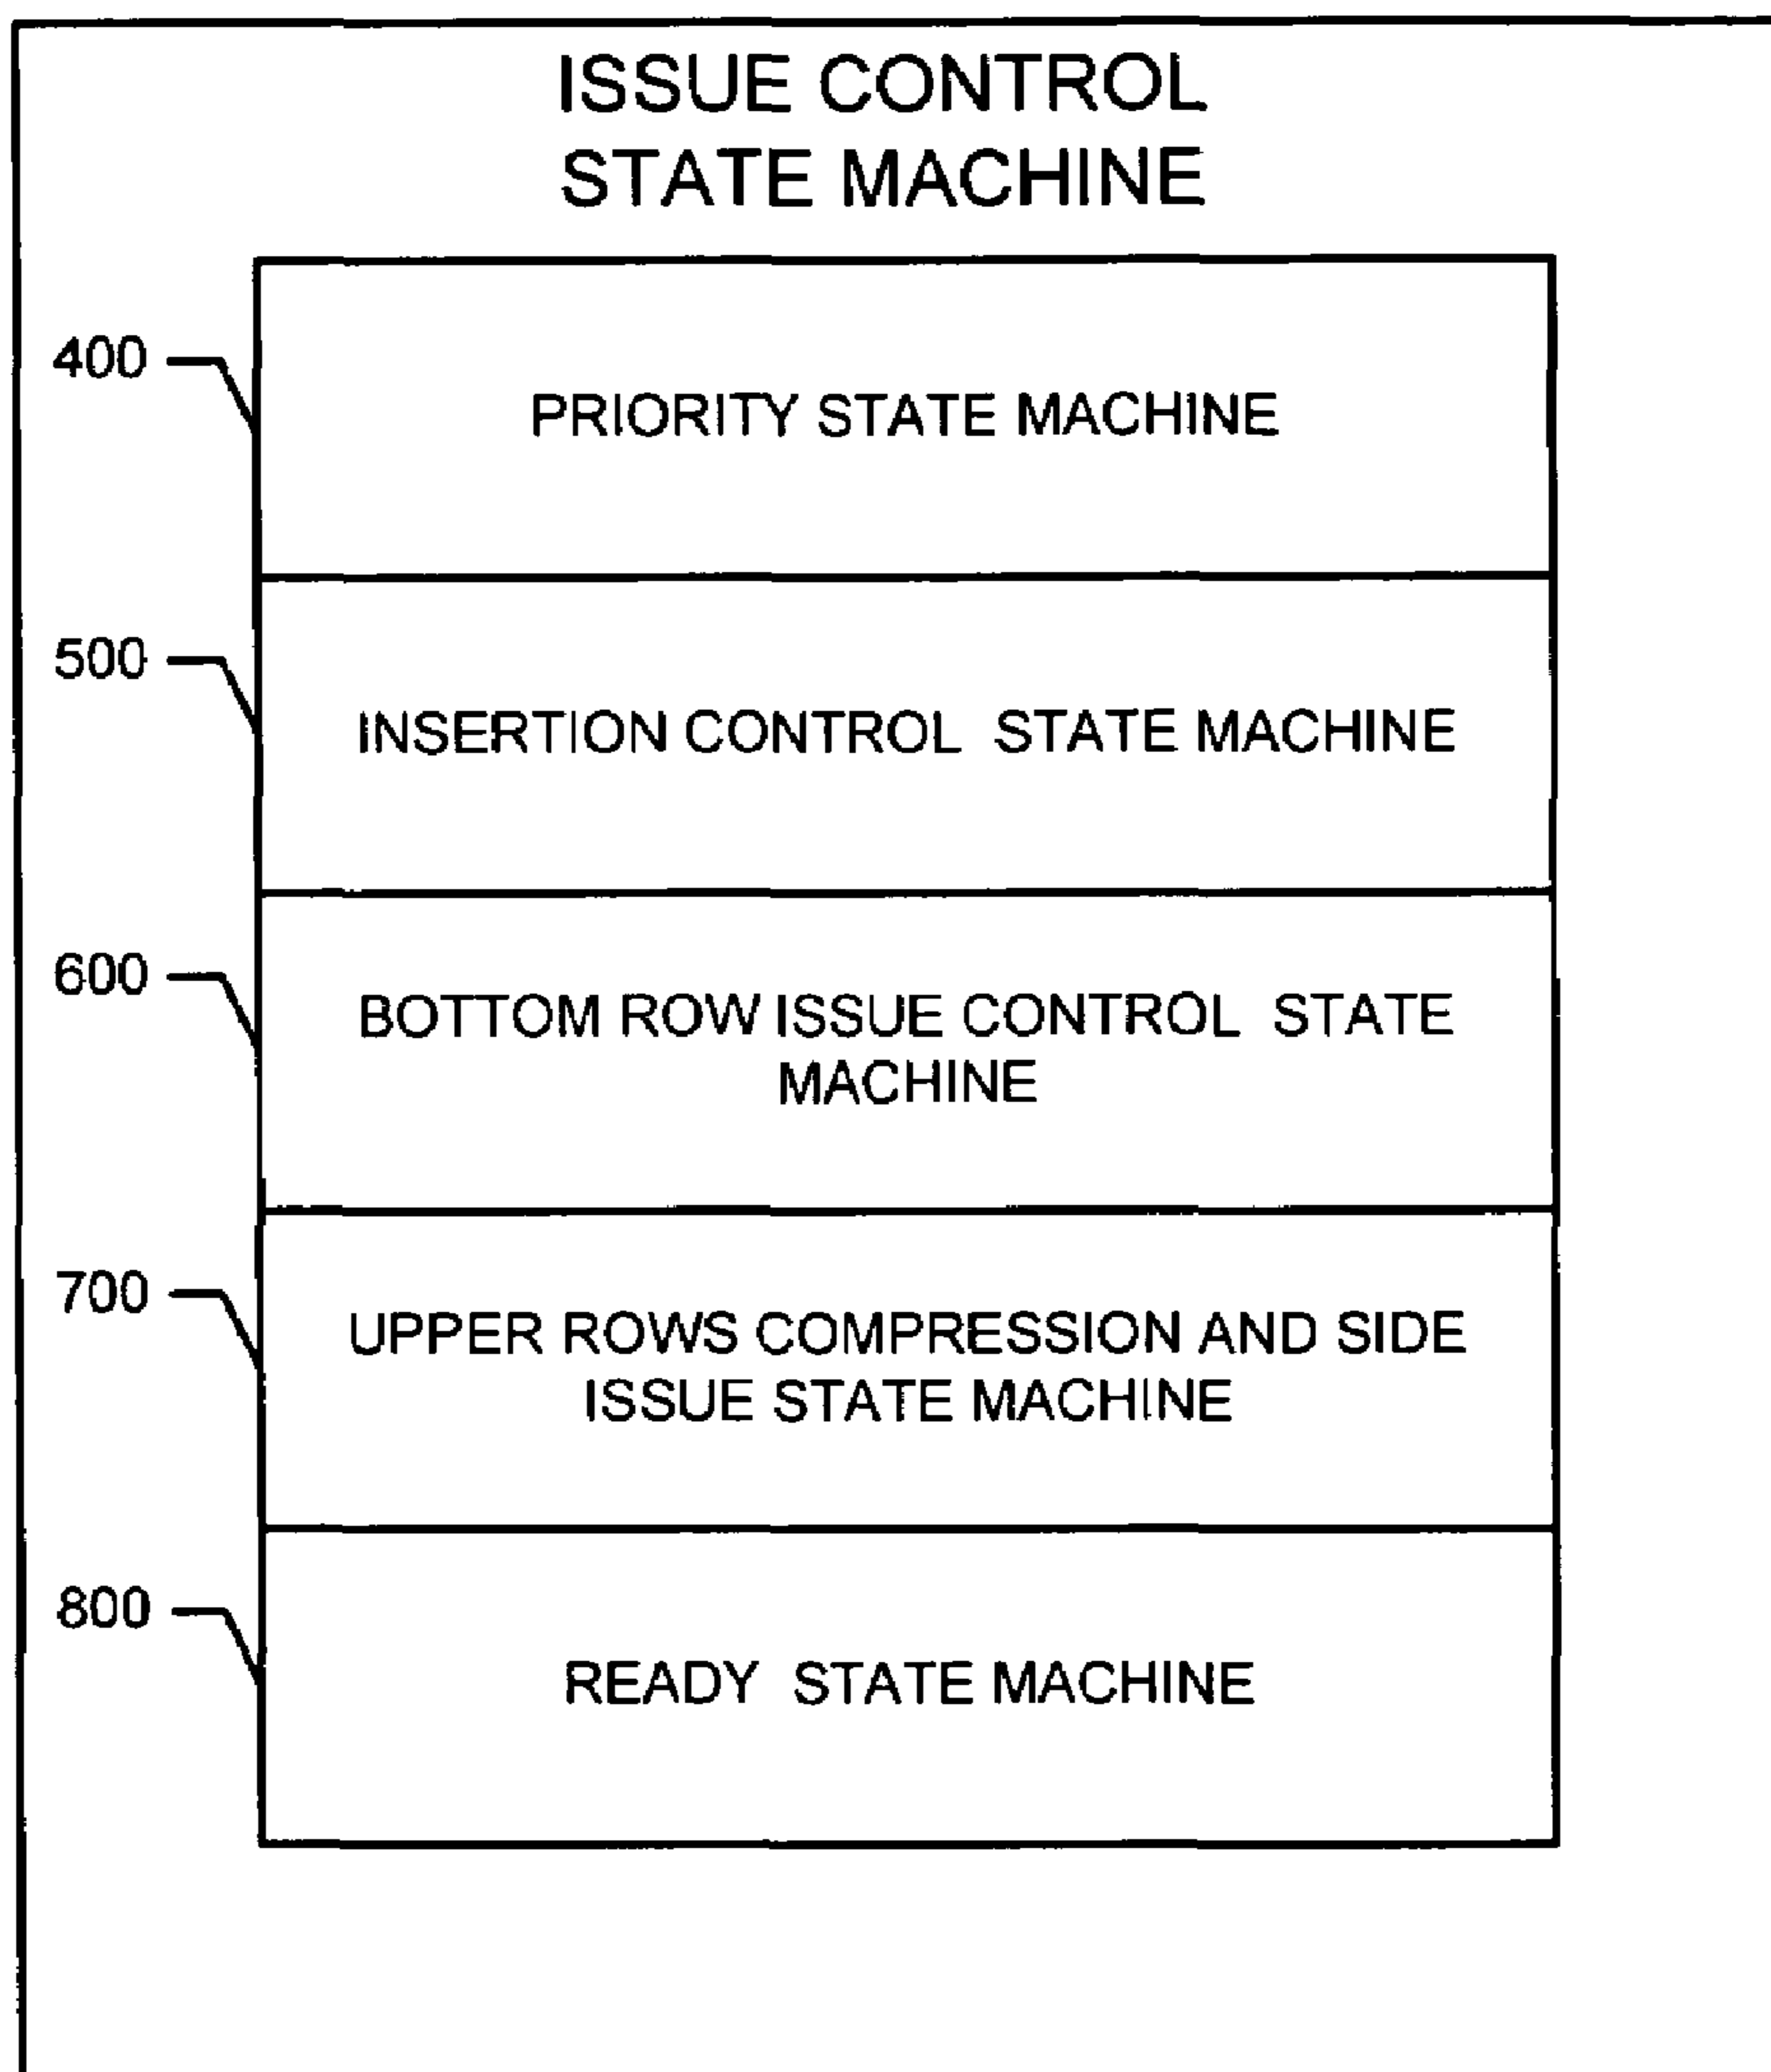 ISSUE CONTROL
STATE MACHINE
400
PRIORITY STATE MACHINE
500
INSERTION CONTROL STATE MACHINE
600
BOTTOM ROW ISSUE CONTROL STATE
MACHINE
700
UPPER ROWS COMPRESSION AND SIDE
ISSUE STATE MACHINE
800
READY STATE MACHINE